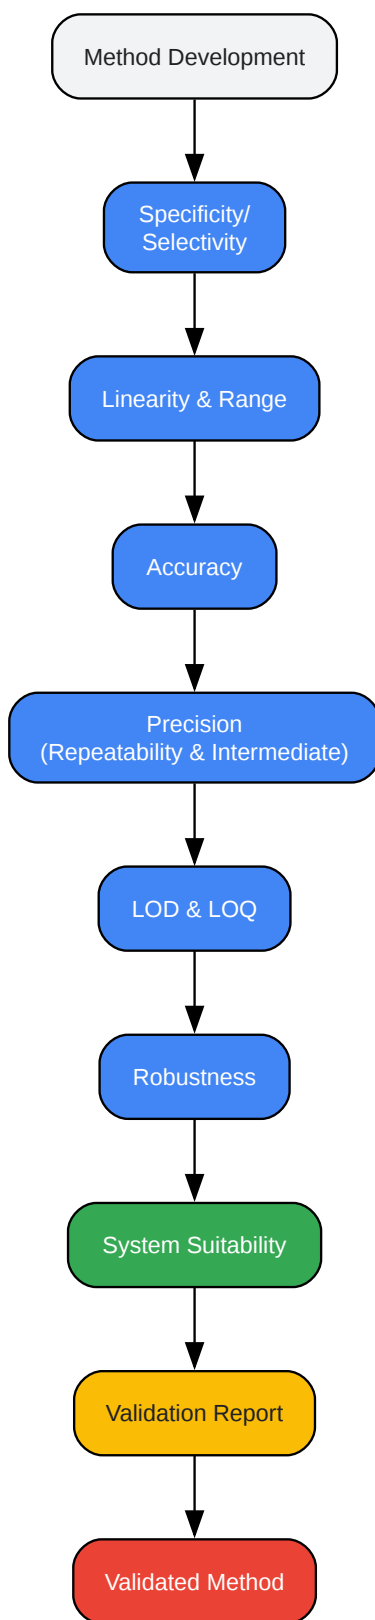 Method Development
Specificity/
Selectivity
Linearity & Range
Accuracy
Precision
(Repeatability & Intermediate)
LOD & LOQ
Robustness
System Suitability
Validation Report
Validated Method